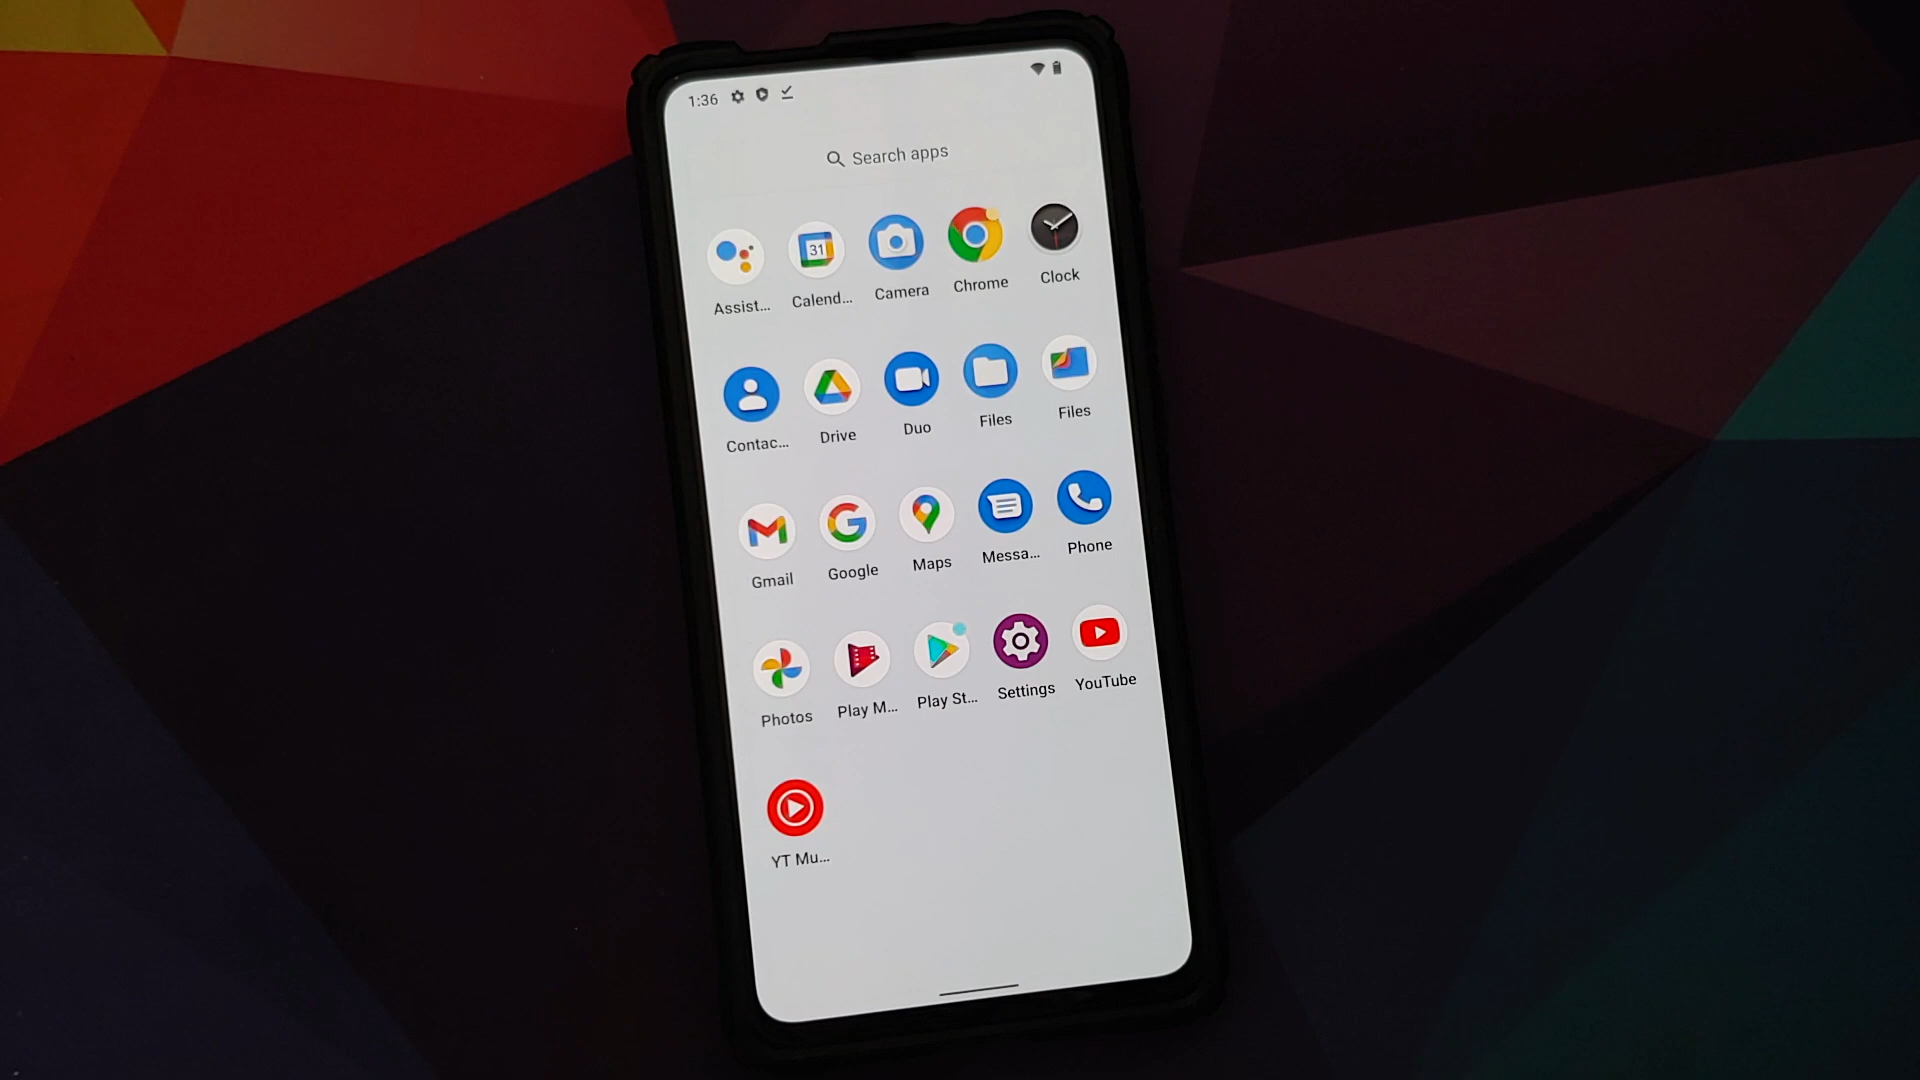 1:36
Search apps
31
Assist... Calend... Camera Chrome Clock
Contac... Drive Duo Files Files
Gmail Google Maps Messa... Phone
Photos Play M... Play St... Settings YouTube
YT Mu...